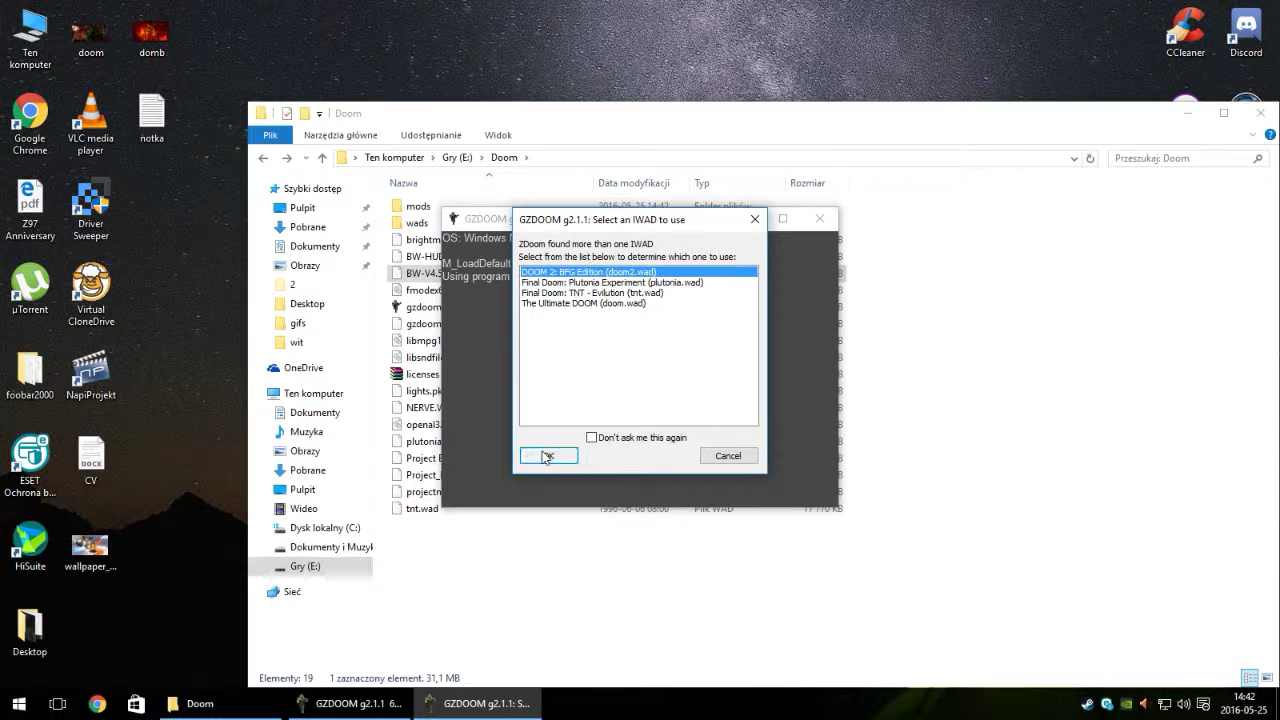 Ten komputer
doom
domb
Google Chrome
VLC media player
notka
Z97 Anniversary
Driver Sweeper
µTorrent
Virtual CloneDrive
foobar2000
NapiProjekt
ESET Ochrona b...
CV
HiSuite
wallpaper_...
Desktop
CCleaner
Discord
Doom
Plik
Narzędzia główne
Udostępnianie
Widok
Ten komputer
Gry (E:)
Doom
Przeszukaj: Doom
Nazwa
Data modyfikacji
Typ
Rozmiar
Szybki dostęp
Pulpit
Pobrane
Dokumenty
Obrazy
2
Desktop
gifs
wit
OneDrive
Ten komputer
Dokumenty
Muzyka
Obrazy
Pobrane
Pulpit
Wideo
Dysk lokalny (C:)
Dokumenty i Muzyk
Gry (E:)
Sieć
mods
wads
brightm
BW-HUD
BW-V4.5
fmodex6
gzdoom
gzdoom
libmpg1
libsndfile
licenses
lights.pk
NERVE.W
openal3
plutonia
Project B
Project_
projectm
tnt.wad
1996-06-06 08:00
Plik WAD
17 770 KB
GZDOOM g
OS: Windows
M_LoadDefault
Using program
GZDOOM g2.1.1: Select an IWAD to use
ZDoom found more than one IWAD
Select from the list below to determine which one to use:
DOOM 2: BFG Edition (doom2.wad)
Final Doom: Plutonia Experiment (plutonia.wad)
Final Doom: TNT - Evilution (tnt.wad)
The Ultimate DOOM (doom.wad)
Don't ask me this again
Cancel
Elementy: 19
1 zaznaczony element. 31,1 MB
Doom
GZDOOM g2.1.1 6...
GZDOOM g2.1.1: S...
14:42
2016-05-25